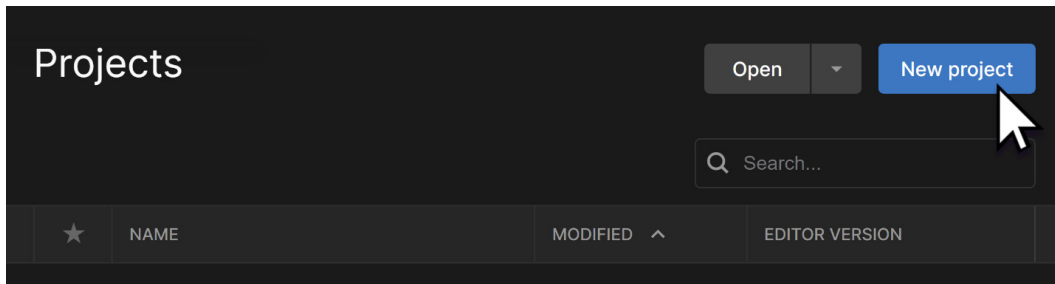 Projects
Open
New project
Search...
NAME
MODIFIED
EDITOR VERSION